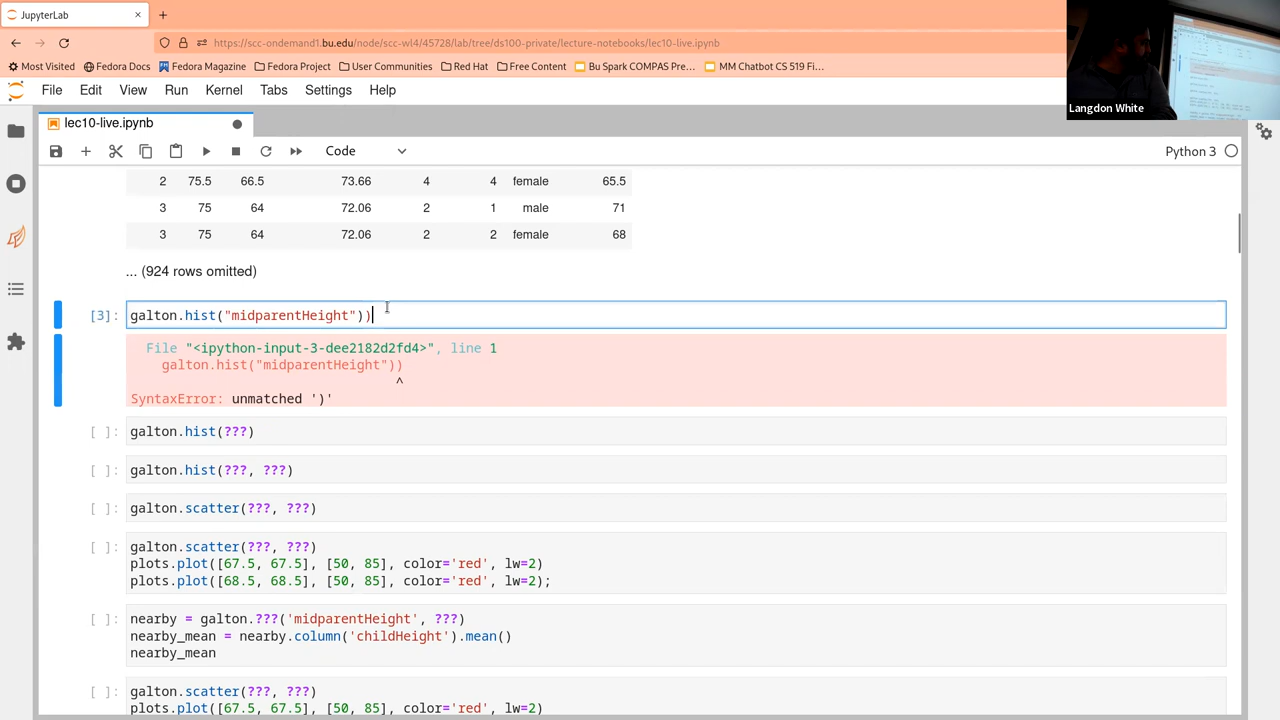 JupyterLab
https://scc-ondemand1.bu.edu/node/scc-wl4/45728/lab/tree/ds100-private/lecture-notebooks/lec10-live.ipynb
Most Visited Fedora Docs Fedora Magazine Fedora Project User Communities Red Hat Free Content Bu Spark COMPAS Pre... MM Chatbot CS 519 Fi...
Langdon White
File Edit View Run Kernel Tabs Settings Help
lec10-live.ipynb
Code Python 3
2 75.5 66.5 73.66 4 4 female 65.5
3 75 64 72.06 2 1 male 71
3 75 64 72.06 2 2 female 68
... (924 rows omitted)
[3]: galton.hist("midparentHeight"))
File "<ipython-input-3-dee2182d2fd4>", line 1
galton.hist("midparentHeight"))
^
SyntaxError: unmatched ')'
[ ]: galton.hist(???)
[ ]: galton.hist(???, ???)
[ ]: galton.scatter(???, ???)
[ ]: galton.scatter(???, ???)
plots.plot([67.5, 67.5], [50, 85], color='red', lw=2)
plots.plot([68.5, 68.5], [50, 85], color='red', lw=2);
[ ]: nearby = galton.???('midparentHeight', ???)
nearby_mean = nearby.column('childHeight').mean()
nearby_mean
[ ]: galton.scatter(???, ???)
plots.plot([67.5, 67.5], [50, 85], color='red', lw=2)